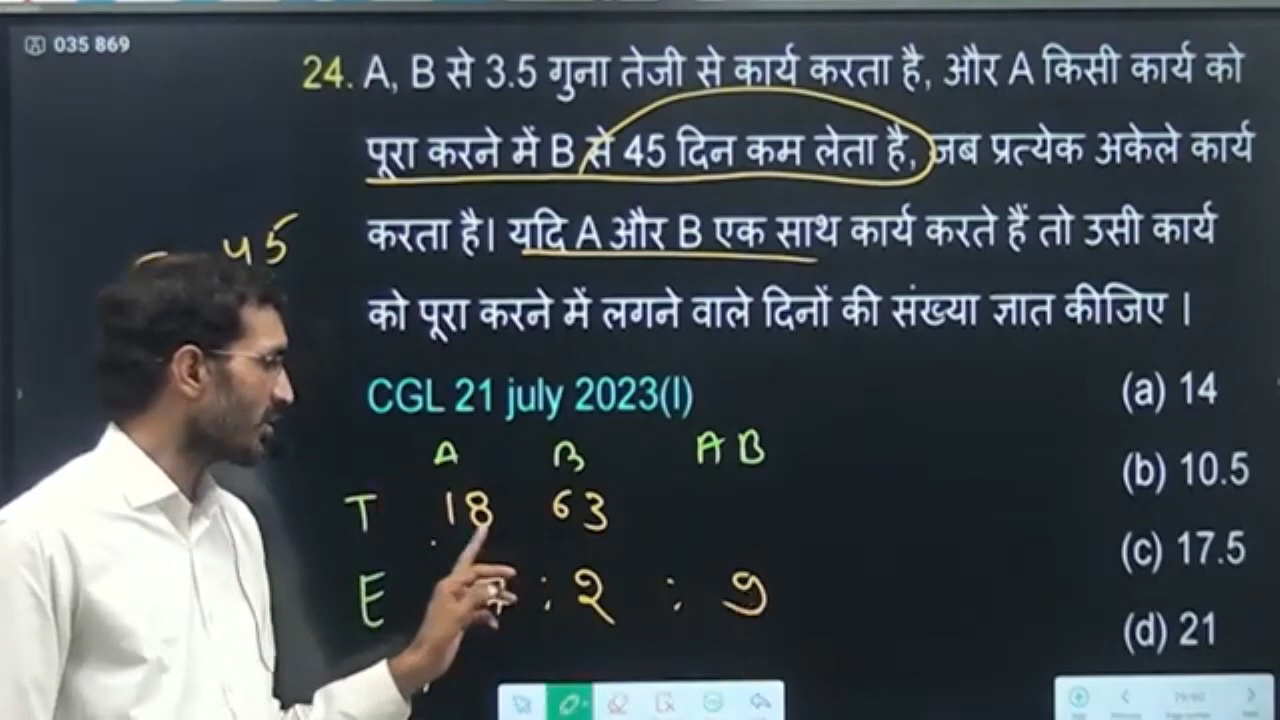 035 869
24. A, B से 3.5 गुना तेजी से कार्य करता है, और A किसी कार्य को
पूरा करने में B से 45 दिन कम लेता है, जब प्रत्येक अकेले कार्य
करता है। यदि A और B एक साथ कार्य करते हैं तो उसी कार्य
को पूरा करने में लगने वाले दिनों की संख्या ज्ञात कीजिए ।
45
CGL 21 july 2023(I)
(a) 14
(b) 10.5
(c) 17.5
(d) 21
A B AB
T 18 63
E : 2 : 9